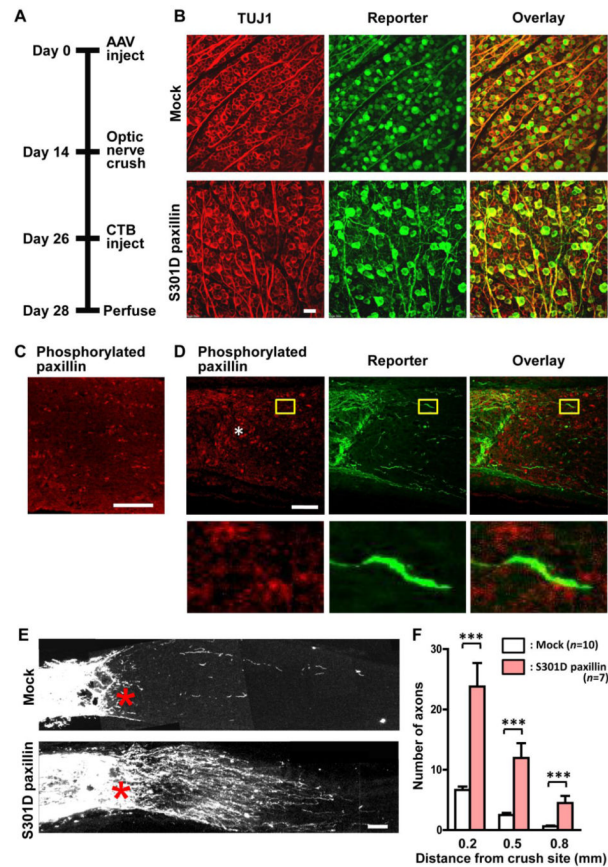 A
Day 0
AAV
inject
Day 14
Optic
nerve
crush
Day 26
CTB
inject
Day 28
Perfuse
B
TUJ1
Reporter
Overlay
Mock
S301D paxillin
C
Phosphorylated
paxillin
D
Phosphorylated
paxillin
Reporter
Overlay
*
E
Mock
*
S301D paxillin
*
F
***
: Mock (n=10)
: S301D paxillin
(n=7)
***
***
Number of axons
30
20
10
0
0.2
0.5
0.8
Distance from crush site (mm)